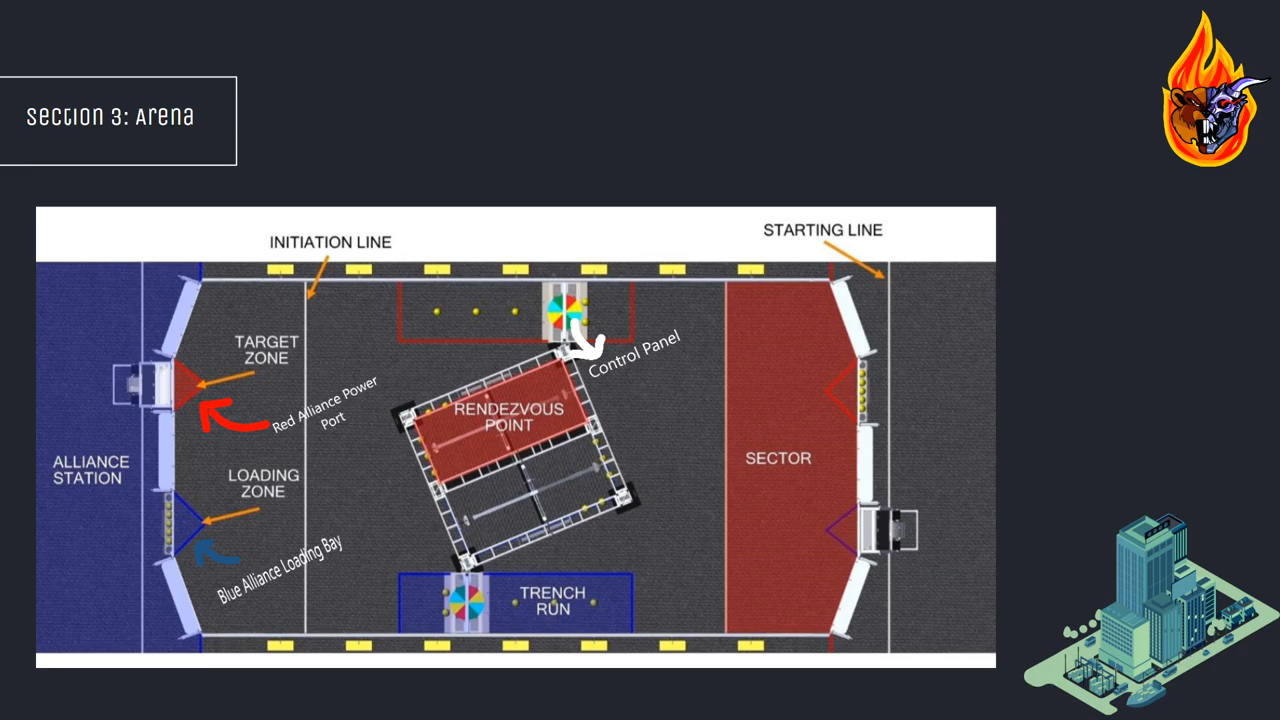 Section 3: Arena
INITIATION LINE
STARTING LINE
TARGET
ZONE
Control Panel
Red Alliance Power
Port
RENDEZVOUS
POINT
ALLIANCE
STATION
SECTOR
LOADING
ZONE
Blue Alliance Loading Bay
TRENCH
RUN